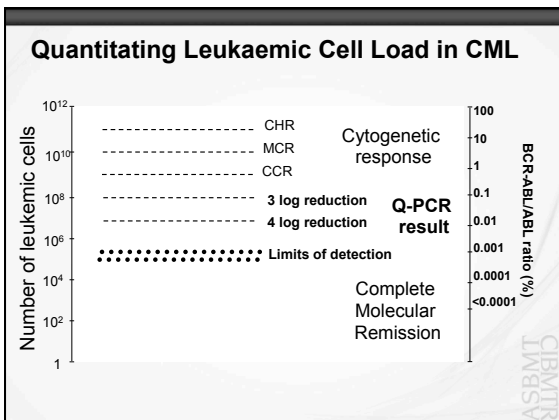 Quantitating Leukaemic Cell Load in CML
Number of leukemic cells
10¹²
10¹⁰
10⁸
10⁶
10⁴
10²
1
CHR
MCR
CCR
3 log reduction
4 log reduction
Limits of detection
Cytogenetic
response
Q-PCR
result
Complete
Molecular
Remission
100
10
1
0.1
0.01
0.001
0.0001
<0.0001
BCR-ABL/ABL ratio (%)
ASBMT
CIBMTR